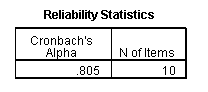 Reliability Statistics
Cronbach's
Alpha
N of Items
.805
10